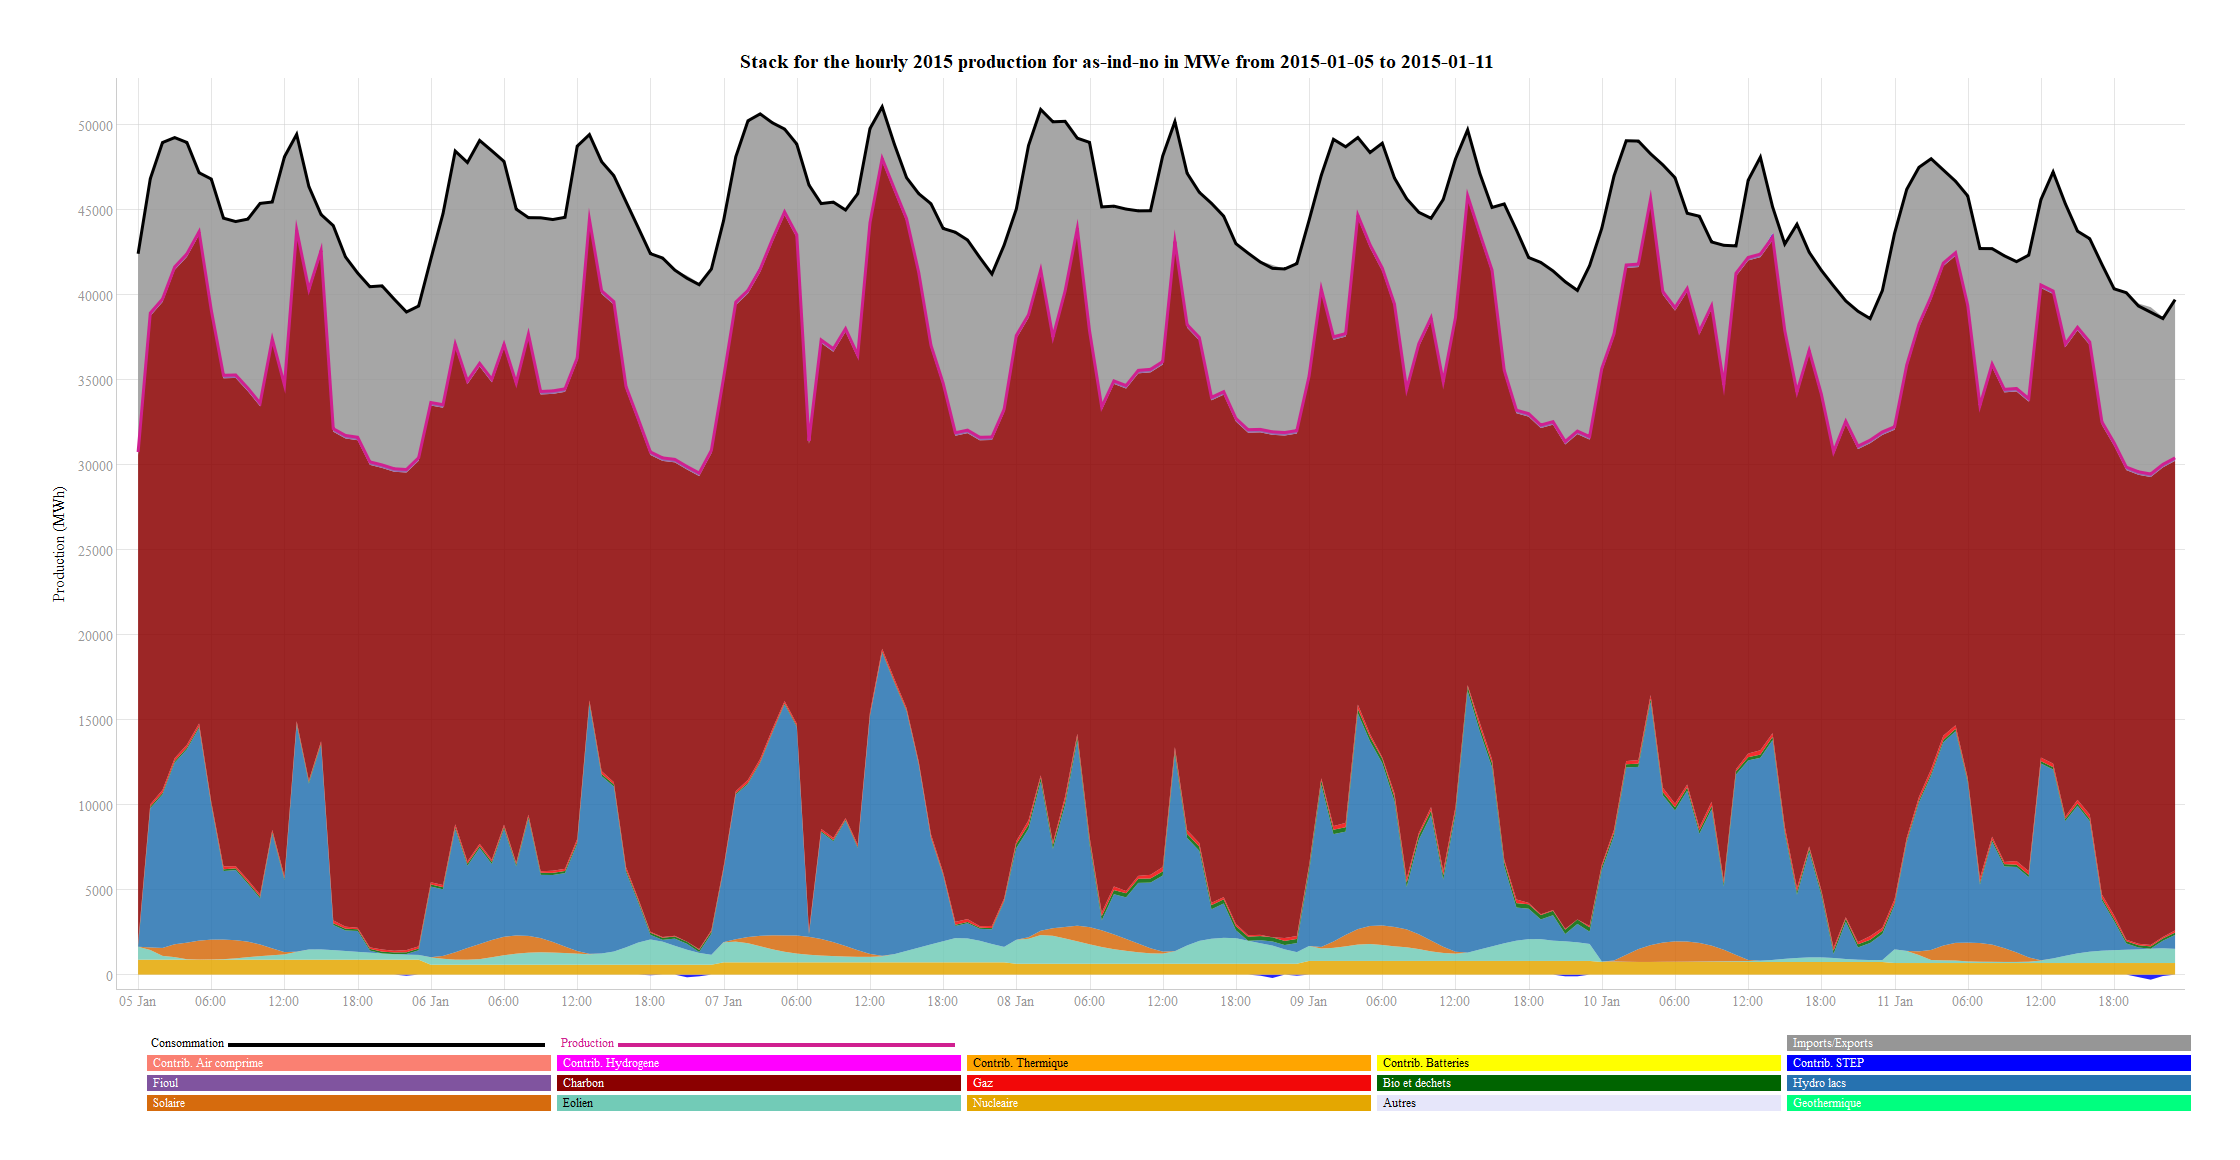 Stack for the hourly 2015 production for as-ind-no in MWe from 2015-01-05 to 2015-01-11
50000
45000
40000
35000
30000
25000
20000
15000
10000
5000
0
Production (MWh)
05 Jan 06:00 12:00 18:00 06 Jan 06:00 12:00 18:00 07 Jan 06:00 12:00 18:00 08 Jan 06:00 12:00 18:00 09 Jan 06:00 12:00 18:00 10 Jan 06:00 12:00 18:00 11 Jan 06:00 12:00 18:00
Consommation Production Imports/Exports
Contrib. Air comprime Contrib. Hydrogene Contrib. Thermique Contrib. Batteries Contrib. STEP
Fioul Charbon Gaz Bio et dechets Hydro lacs
Solaire Eolien Nucleaire Autres Geothermique